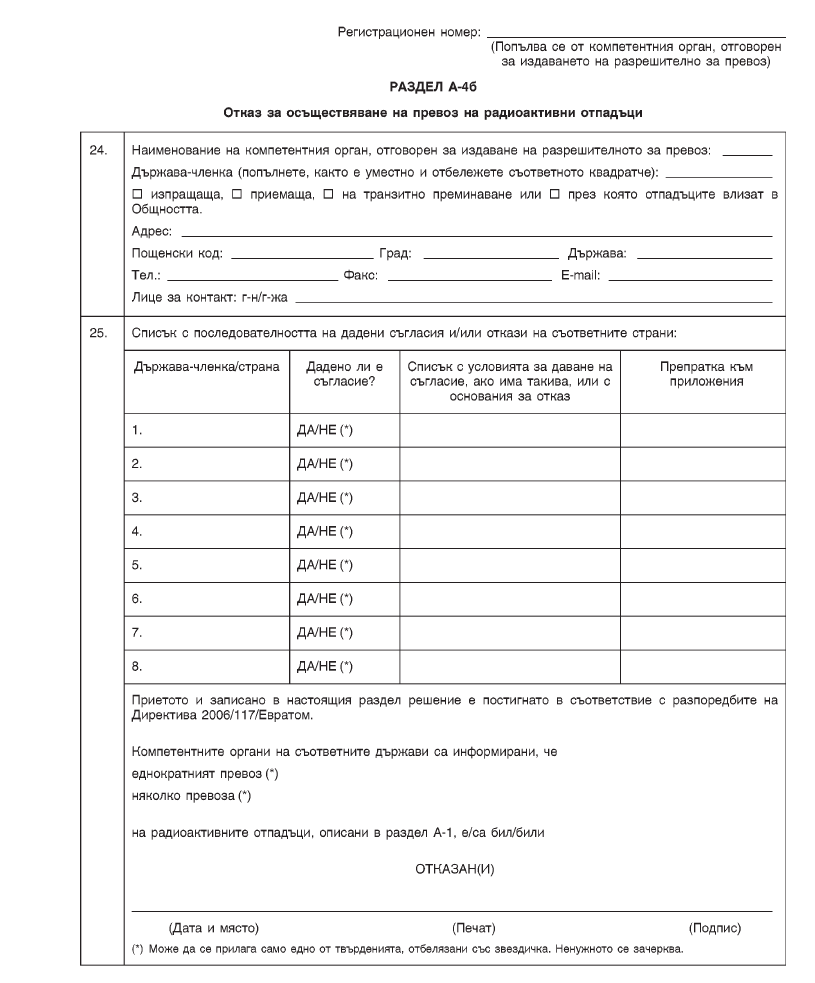 Регистрационен номер:
(Попълва се от компетентния орган, отговорен
за издаването на разрешително за превоз)
РАЗДЕЛ А-4б
Отказ за осъществяване на превоз на радиоактивни отпадъци
24.
Наименование на компетентния орган, отговорен за издаване на разрешителното за превоз:
Държава-членка (попълнете, както е уместно и отбележете съответното квадратче):
☐ изпращаща, ☐ приемаща, ☐ на транзитно преминаване или ☐ през която отпадъците влизат в
Общността.
Адрес:
Пощенски код: Град: Държава:
Тел.: Факс: E-mail:
Лице за контакт: г-н/г-жа
25.
Списък с последователността на дадени съгласия и/или откази на съответните страни:
Държава-членка/страна
Дадено ли е
съгласие?
Списък с условията за даване на
съгласие, ако има такива, или с
основания за отказ
Препратка към
приложения
1. ДА/НЕ (*)
2. ДА/НЕ (*)
3. ДА/НЕ (*)
4. ДА/НЕ (*)
5. ДА/НЕ (*)
6. ДА/НЕ (*)
7. ДА/НЕ (*)
8. ДА/НЕ (*)
Приетото и записано в настоящия раздел решение е постигнато в съответствие с разпоредбите на
Директива 2006/117/Евратом.
Компетентните органи на съответните държави са информирани, че
еднократният превоз (*)
няколко превоза (*)
на радиоактивните отпадъци, описани в раздел А-1, е/са бил/били
ОТКАЗАН(И)
(Дата и място) (Печат) (Подпис)
(*) Може да се прилага само едно от твърденията, отбелязани със звездичка. Ненужното се зачерква.